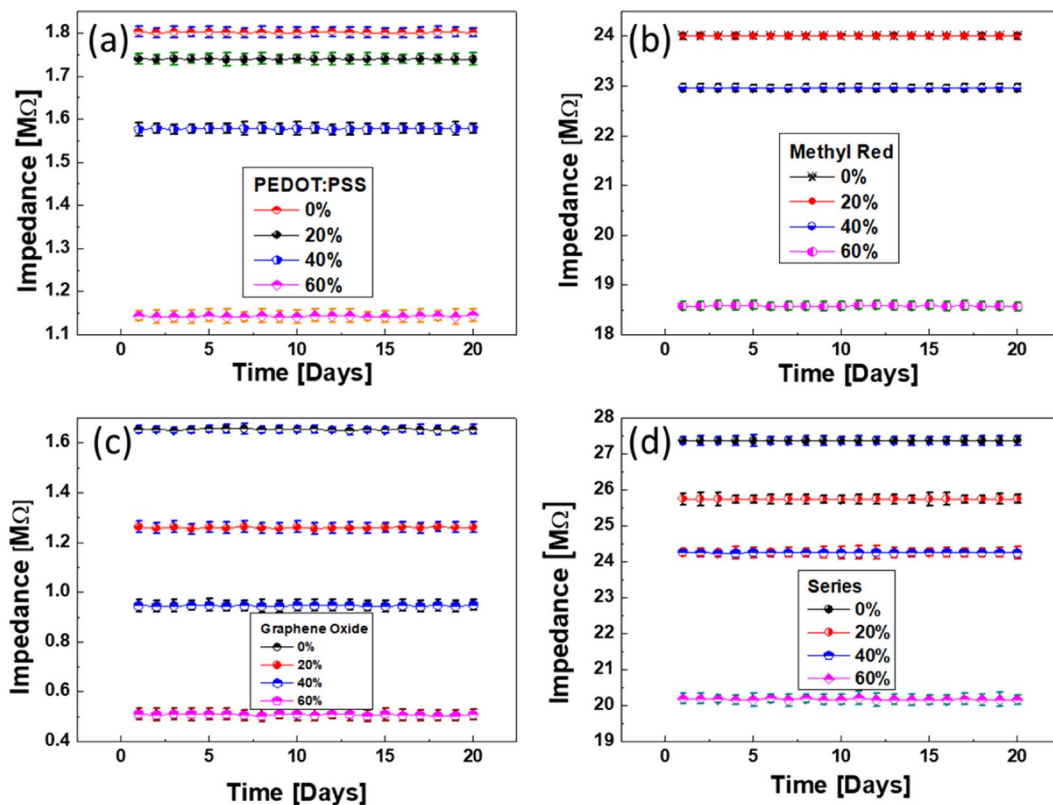 (a)
1.8
1.7
1.6
1.5
1.4
1.3
1.2
1.1
Impedance [MΩ]
PEDOT:PSS
0%
20%
40%
60%
0 5 10 15 20
Time [Days]
(b)
24
23
22
21
20
19
18
Impedance [MΩ]
Methyl Red
0%
20%
40%
60%
0 5 10 15 20
Time [Days]
(c)
1.6
1.4
1.2
1.0
0.8
0.6
0.4
Impedance [MΩ]
Graphene Oxide
0%
20%
40%
60%
0 5 10 15 20
Time [Days]
(d)
28
27
26
25
24
23
22
21
20
19
Impedance [MΩ]
Series
0%
20%
40%
60%
0 5 10 15 20
Time [Days]